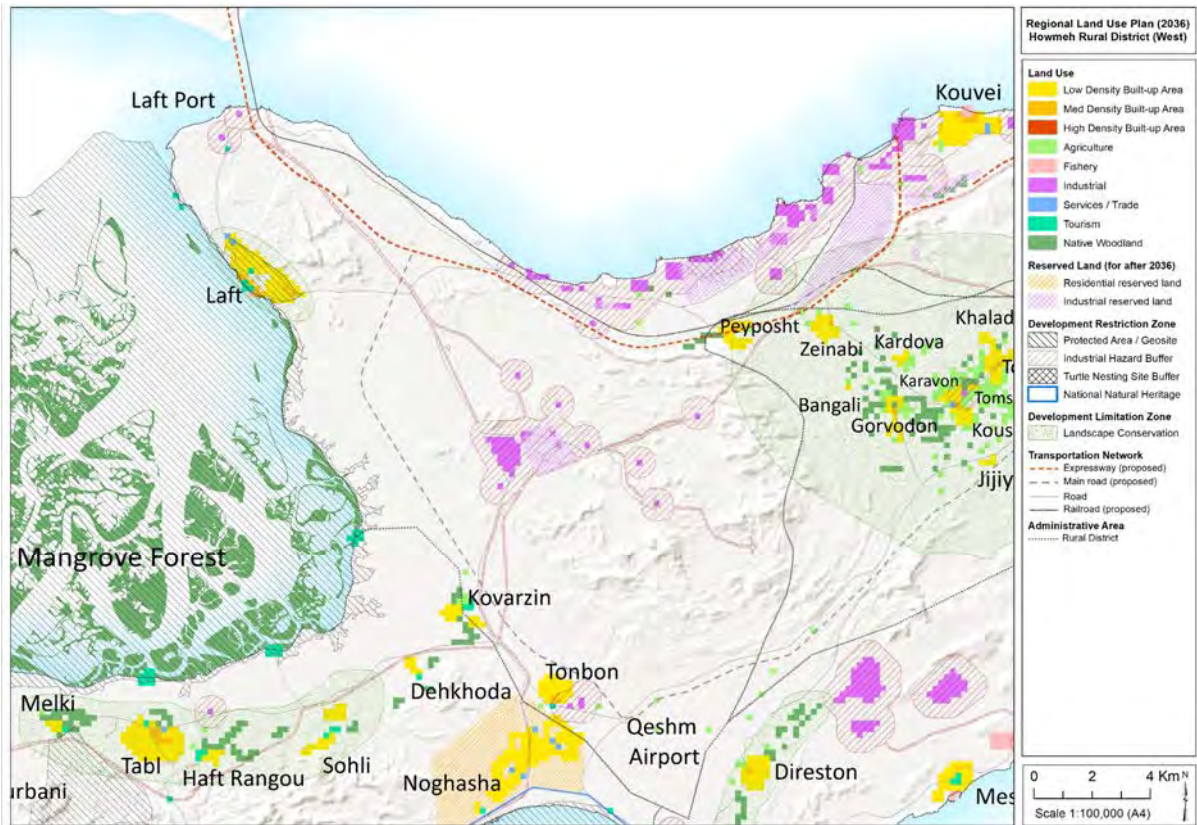 Regional Land Use Plan (2036)
Howmeh Rural District (West)
Land Use
Low Density Built-up Area
Med Density Built-up Area
High Density Built-up Area
Agriculture
Fishery
Industrial
Services / Trade
Tourism
Native Woodland
Reserved Land (for after 2036)
Residential reserved land
Industrial reserved land
Development Restriction Zone
Protected Area / Geosite
Industrial Hazard Buffer
Turtle Nesting Site Buffer
National Natural Heritage
Development Limitation Zone
Landscape Conservation
Transportation Network
Expressway (proposed)
Main road (proposed)
Road
Railroad (proposed)
Administrative Area
Rural District
0 2 4 Km
N
Scale 1:100,000 (A4)
Laft Port
Kouvei
Laft
Peyposht
Zeinabi
Khalad
Kardova
To
Karavon
Toms
Bangali
Gorvodon
Kous
Jijiy
Mangrove Forest
Kovarzin
Dehkhoda
Tonbon
Melki
Qeshm
Airport
Tabl
Haft Rangou
Sohli
Noghasha
Direston
urbani
Mes